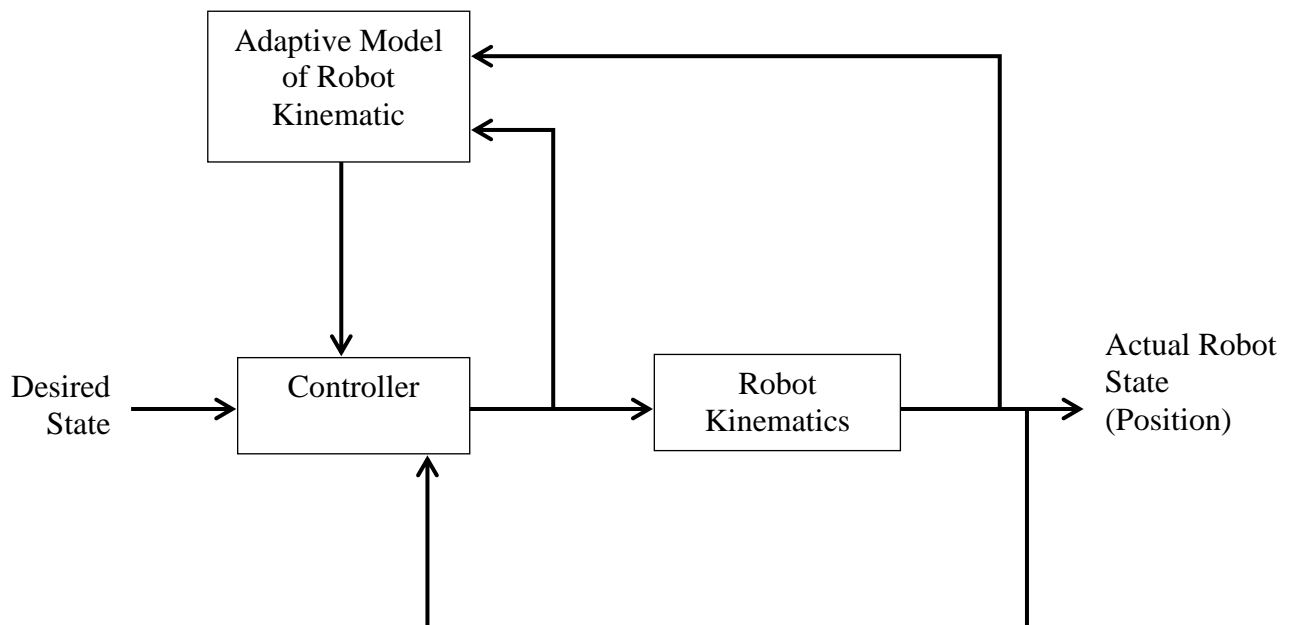 Adaptive Model
of Robot
Kinematic
Desired
State
Controller
Robot
Kinematics
Actual Robot
State
(Position)